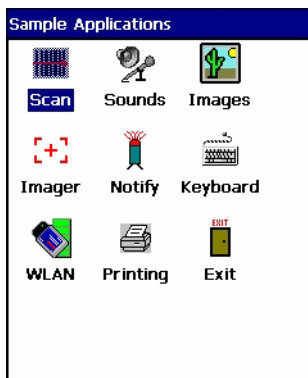 Sample Applications
Scan Sounds Images
Imager Notify Keyboard
EXIT
WLAN Printing Exit